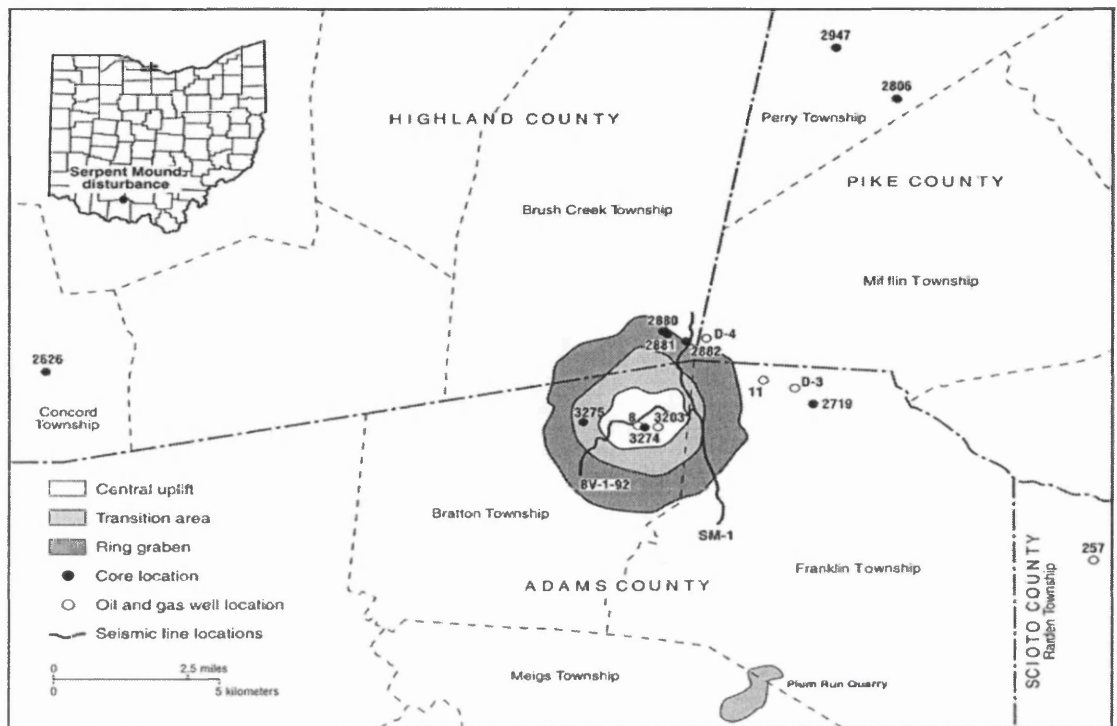 2947
2806
HIGHLAND COUNTY
Perry Township
Serpent Mound
disturbance
PIKE COUNTY
Brush Creek Township
Mifflin Township
2880
D-4
2881
2882
2626
11
D-3
2719
Concord
Township
3275
8
3203
3274
8V-1-92
Central uplift
Transition area
Bratton Township
SM-1
Ring graben
257
Core location
ADAMS COUNTY
Franklin Township
Oil and gas well location
Seismic line locations
SCIOTO COUNTY
Rarden Township
0 2.5 miles
0 5 kilometers
Meigs Township
Plum Run Quarry